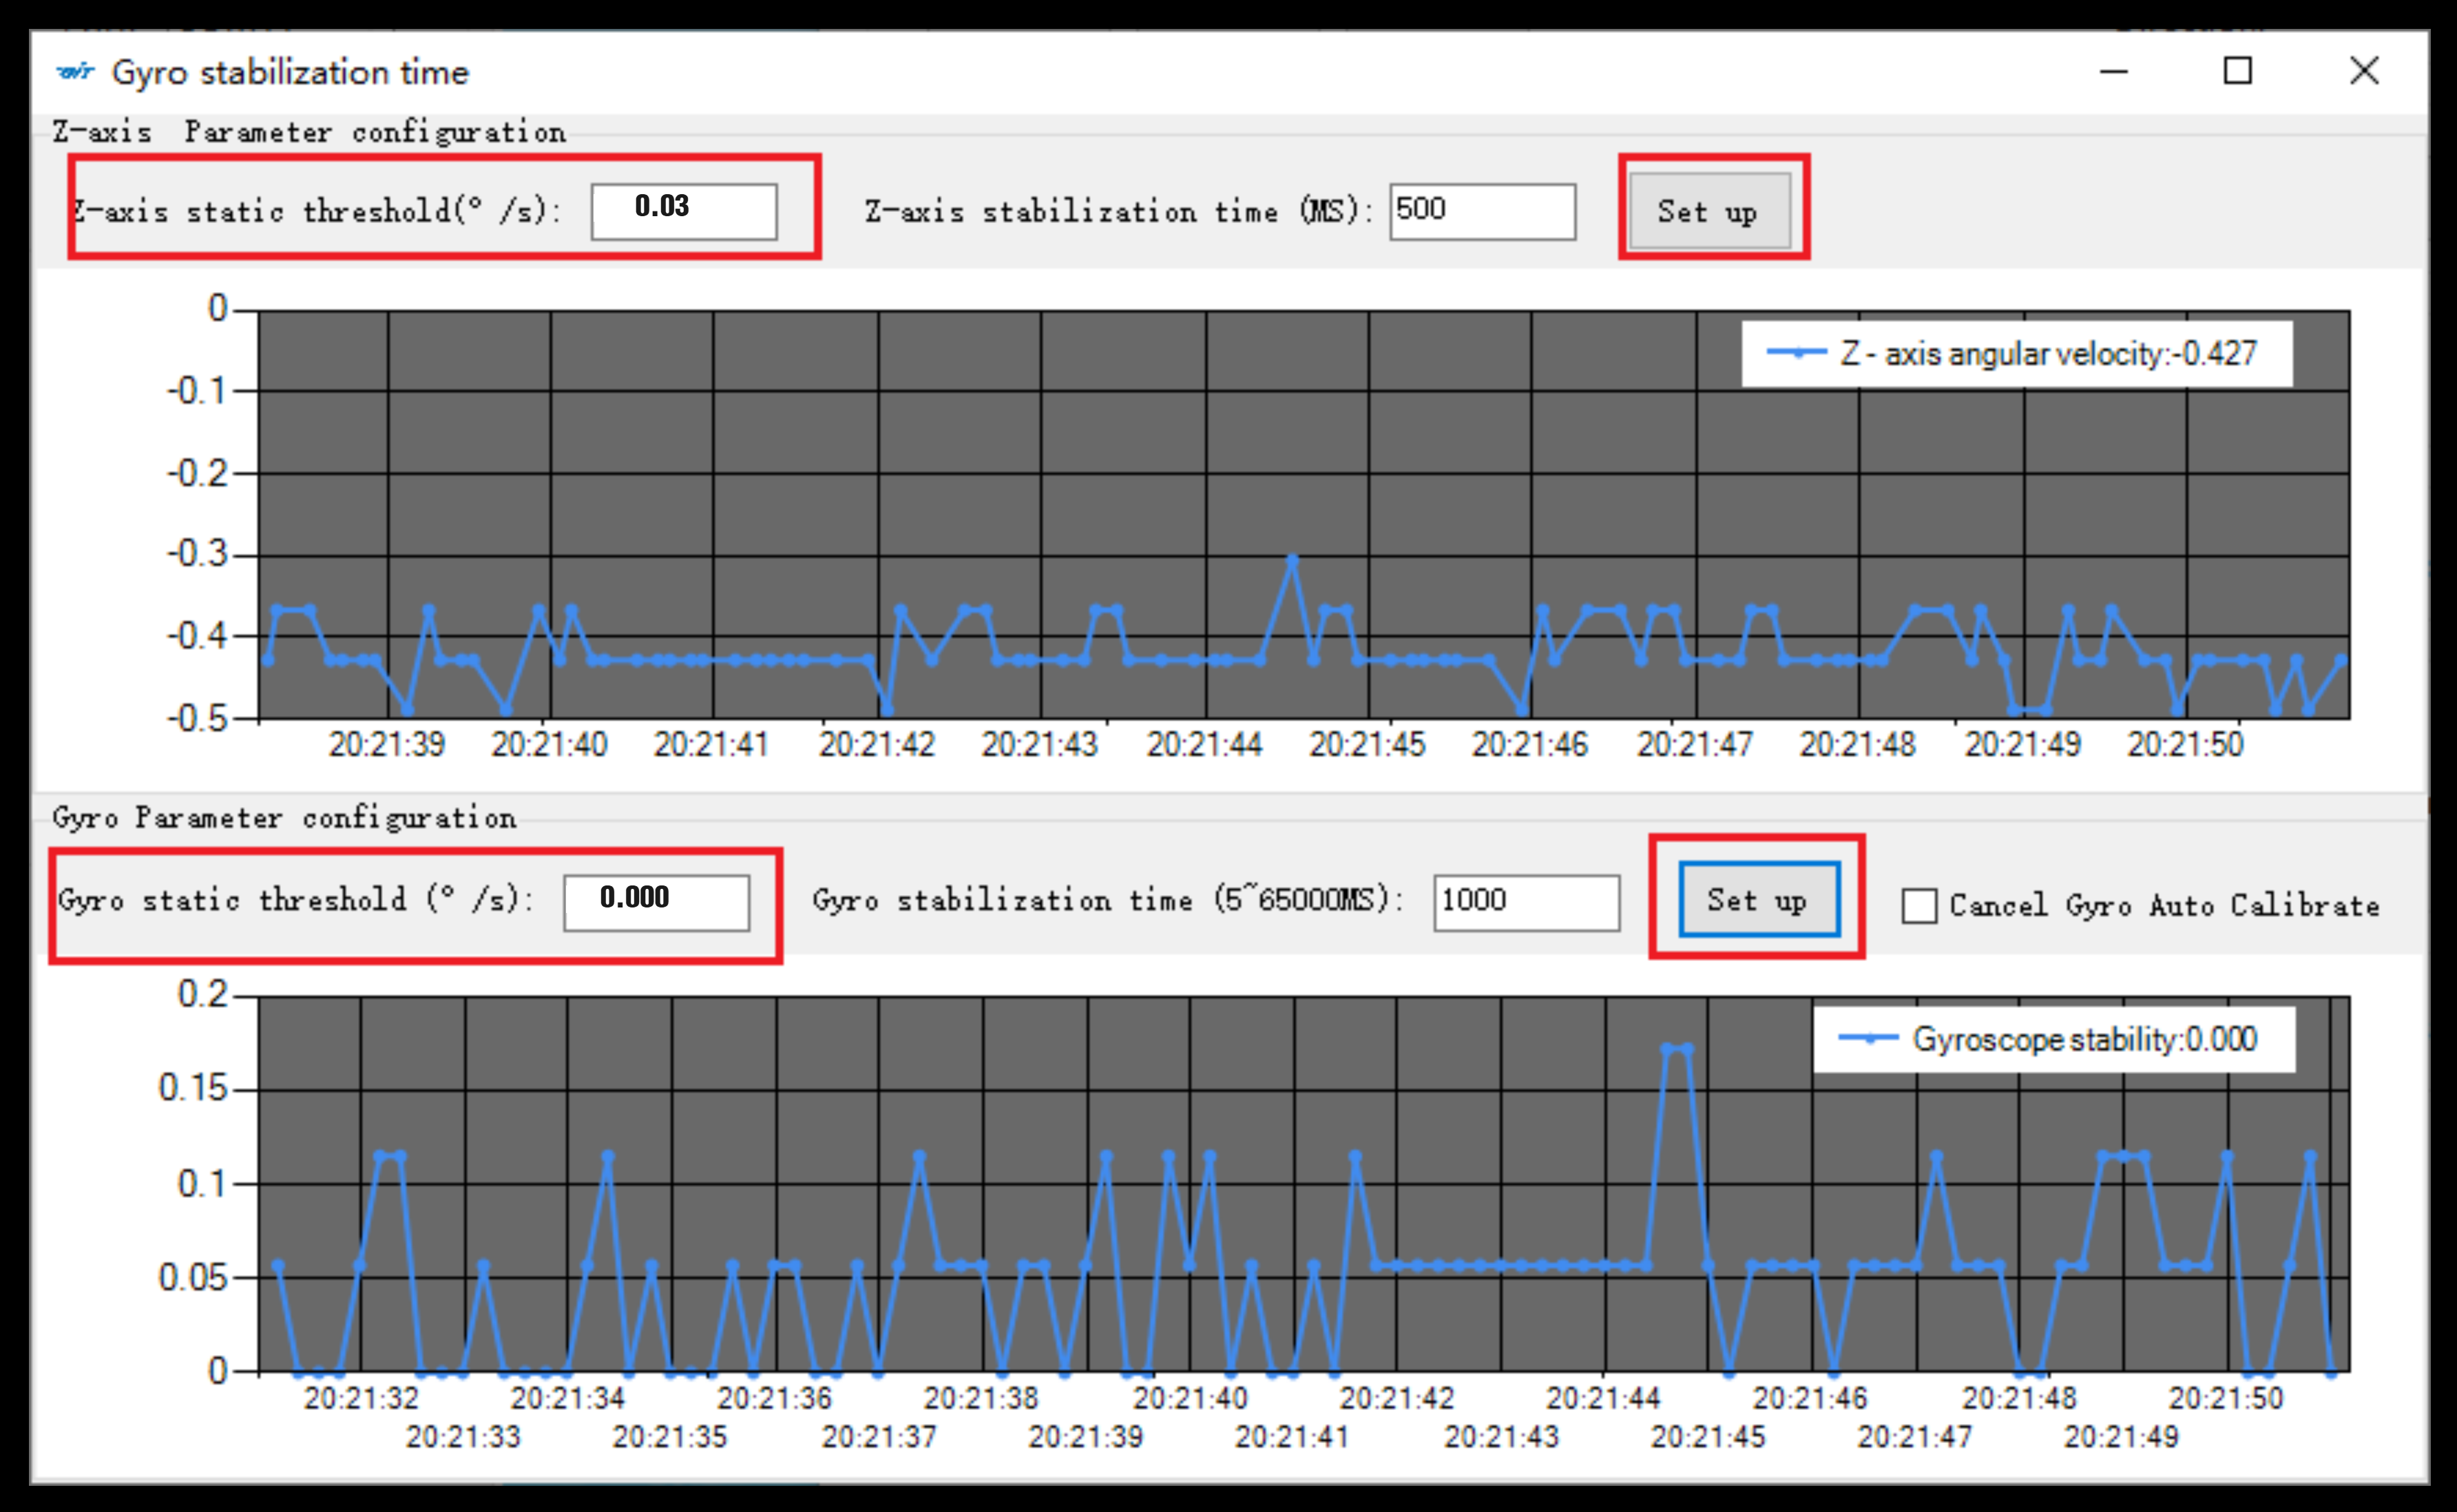 Gyro stabilization time
Z-axis Parameter configuration
Z-axis static threshold(° /s): 0.03 Z-axis stabilization time (MS): 500 Set up
0
-0.1
-0.2
-0.3
-0.4
-0.5
Z - axis angular velocity:-0.427
20:21:39 20:21:40 20:21:41 20:21:42 20:21:43 20:21:44 20:21:45 20:21:46 20:21:47 20:21:48 20:21:49 20:21:50
Gyro Parameter configuration
Gyro static threshold (° /s): 0.000 Gyro stabilization time (5~65000MS): 1000 Set up Cancel Gyro Auto Calibrate
0.2
0.15
0.1
0.05
0
Gyroscope stability:0.000
20:21:32 20:21:34 20:21:36 20:21:38 20:21:40 20:21:42 20:21:44 20:21:46 20:21:48 20:21:50
20:21:33 20:21:35 20:21:37 20:21:39 20:21:41 20:21:43 20:21:45 20:21:47 20:21:49